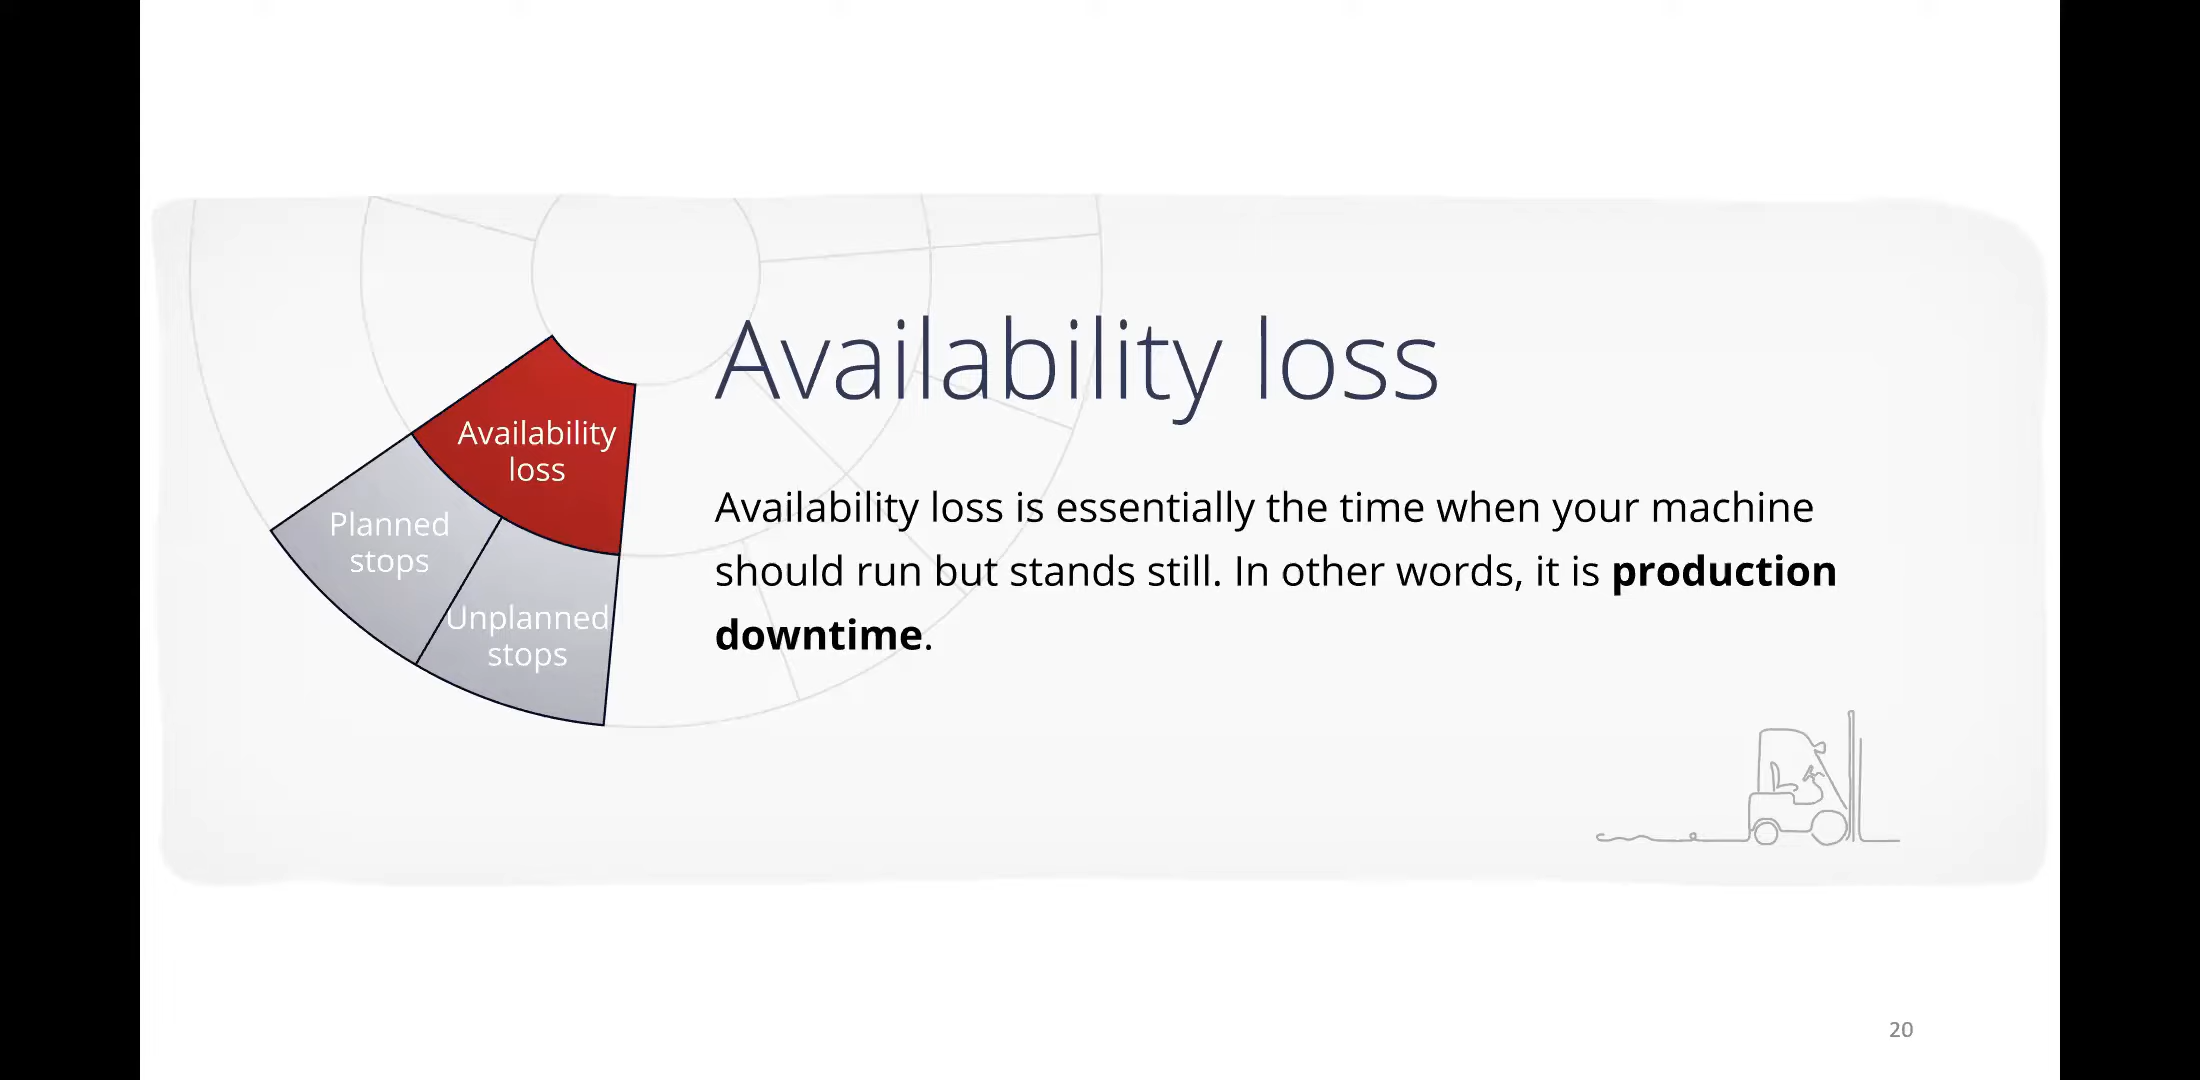 Availability loss
Availability
loss
Planned
stops
Unplanned
stops
Availability loss is essentially the time when your machine
should run but stands still. In other words, it is production
downtime.
20